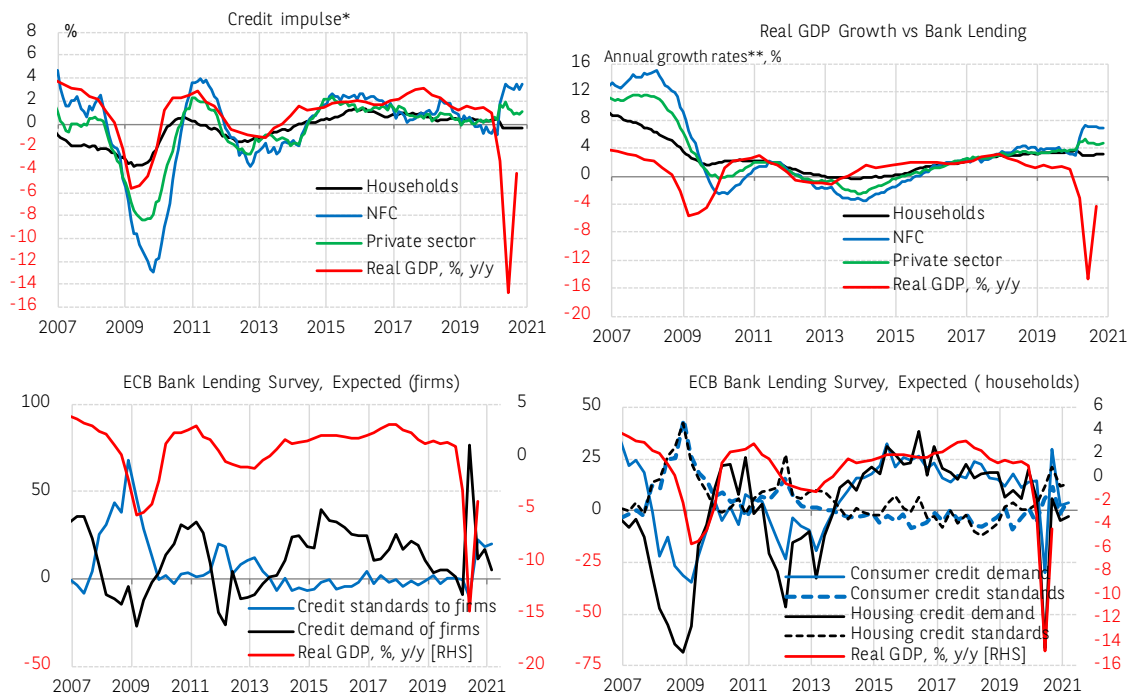 Credit impulse*
%
8
6
4
2
0
-2
-4
-6
-8
-10
-12
-14
-16
Households
NFC
Private sector
Real GDP, %, y/y
2007 2009 2011 2013 2015 2017 2019 2021
Real GDP Growth vs Bank Lending
Annual growth rates**, %
16
12
8
4
0
-4
-8
-12
-16
-20
Households
NFC
Private sector
Real GDP, %, y/y
2007 2009 2011 2013 2015 2017 2019 2021
ECB Bank Lending Survey, Expected (firms)
100
50
0
-50
5
0
-5
-10
-15
-20
Credit standards to firms
Credit demand of firms
Real GDP, %, y/y [RHS]
2007 2009 2011 2013 2015 2017 2019 2021
ECB Bank Lending Survey, Expected ( households)
50
25
0
-25
-50
-75
6
4
2
0
-2
-4
-6
-8
-10
-12
-14
-16
Consumer credit demand
Consumer credit standards
Housing credit demand
Housing credit standards
Real GDP, %, y/y [RHS]
2007 2009 2011 2013 2015 2017 2019 2021